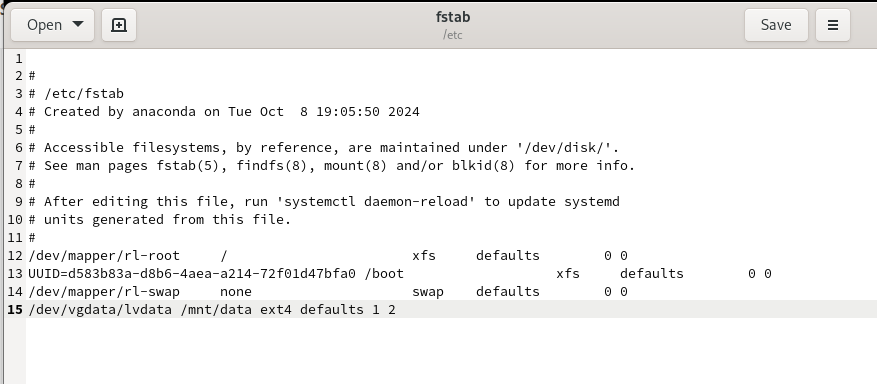 Open
fstab
/etc
Save
1
2 #
3 # /etc/fstab
4 # Created by anaconda on Tue Oct  8 19:05:50 2024
5 #
6 # Accessible filesystems, by reference, are maintained under '/dev/disk/'.
7 # See man pages fstab(5), findfs(8), mount(8) and/or blkid(8) for more info.
8 #
9 # After editing this file, run 'systemctl daemon-reload' to update systemd
10 # units generated from this file.
11 #
12 /dev/mapper/rl-root     /                       xfs     defaults        0 0
13 UUID=d583b83a-d8b6-4aea-a214-72f01d47bfa0 /boot                   xfs     defaults        0 0
14 /dev/mapper/rl-swap     none                    swap    defaults        0 0
15 /dev/vgdata/lvdata /mnt/data ext4 defaults 1 2